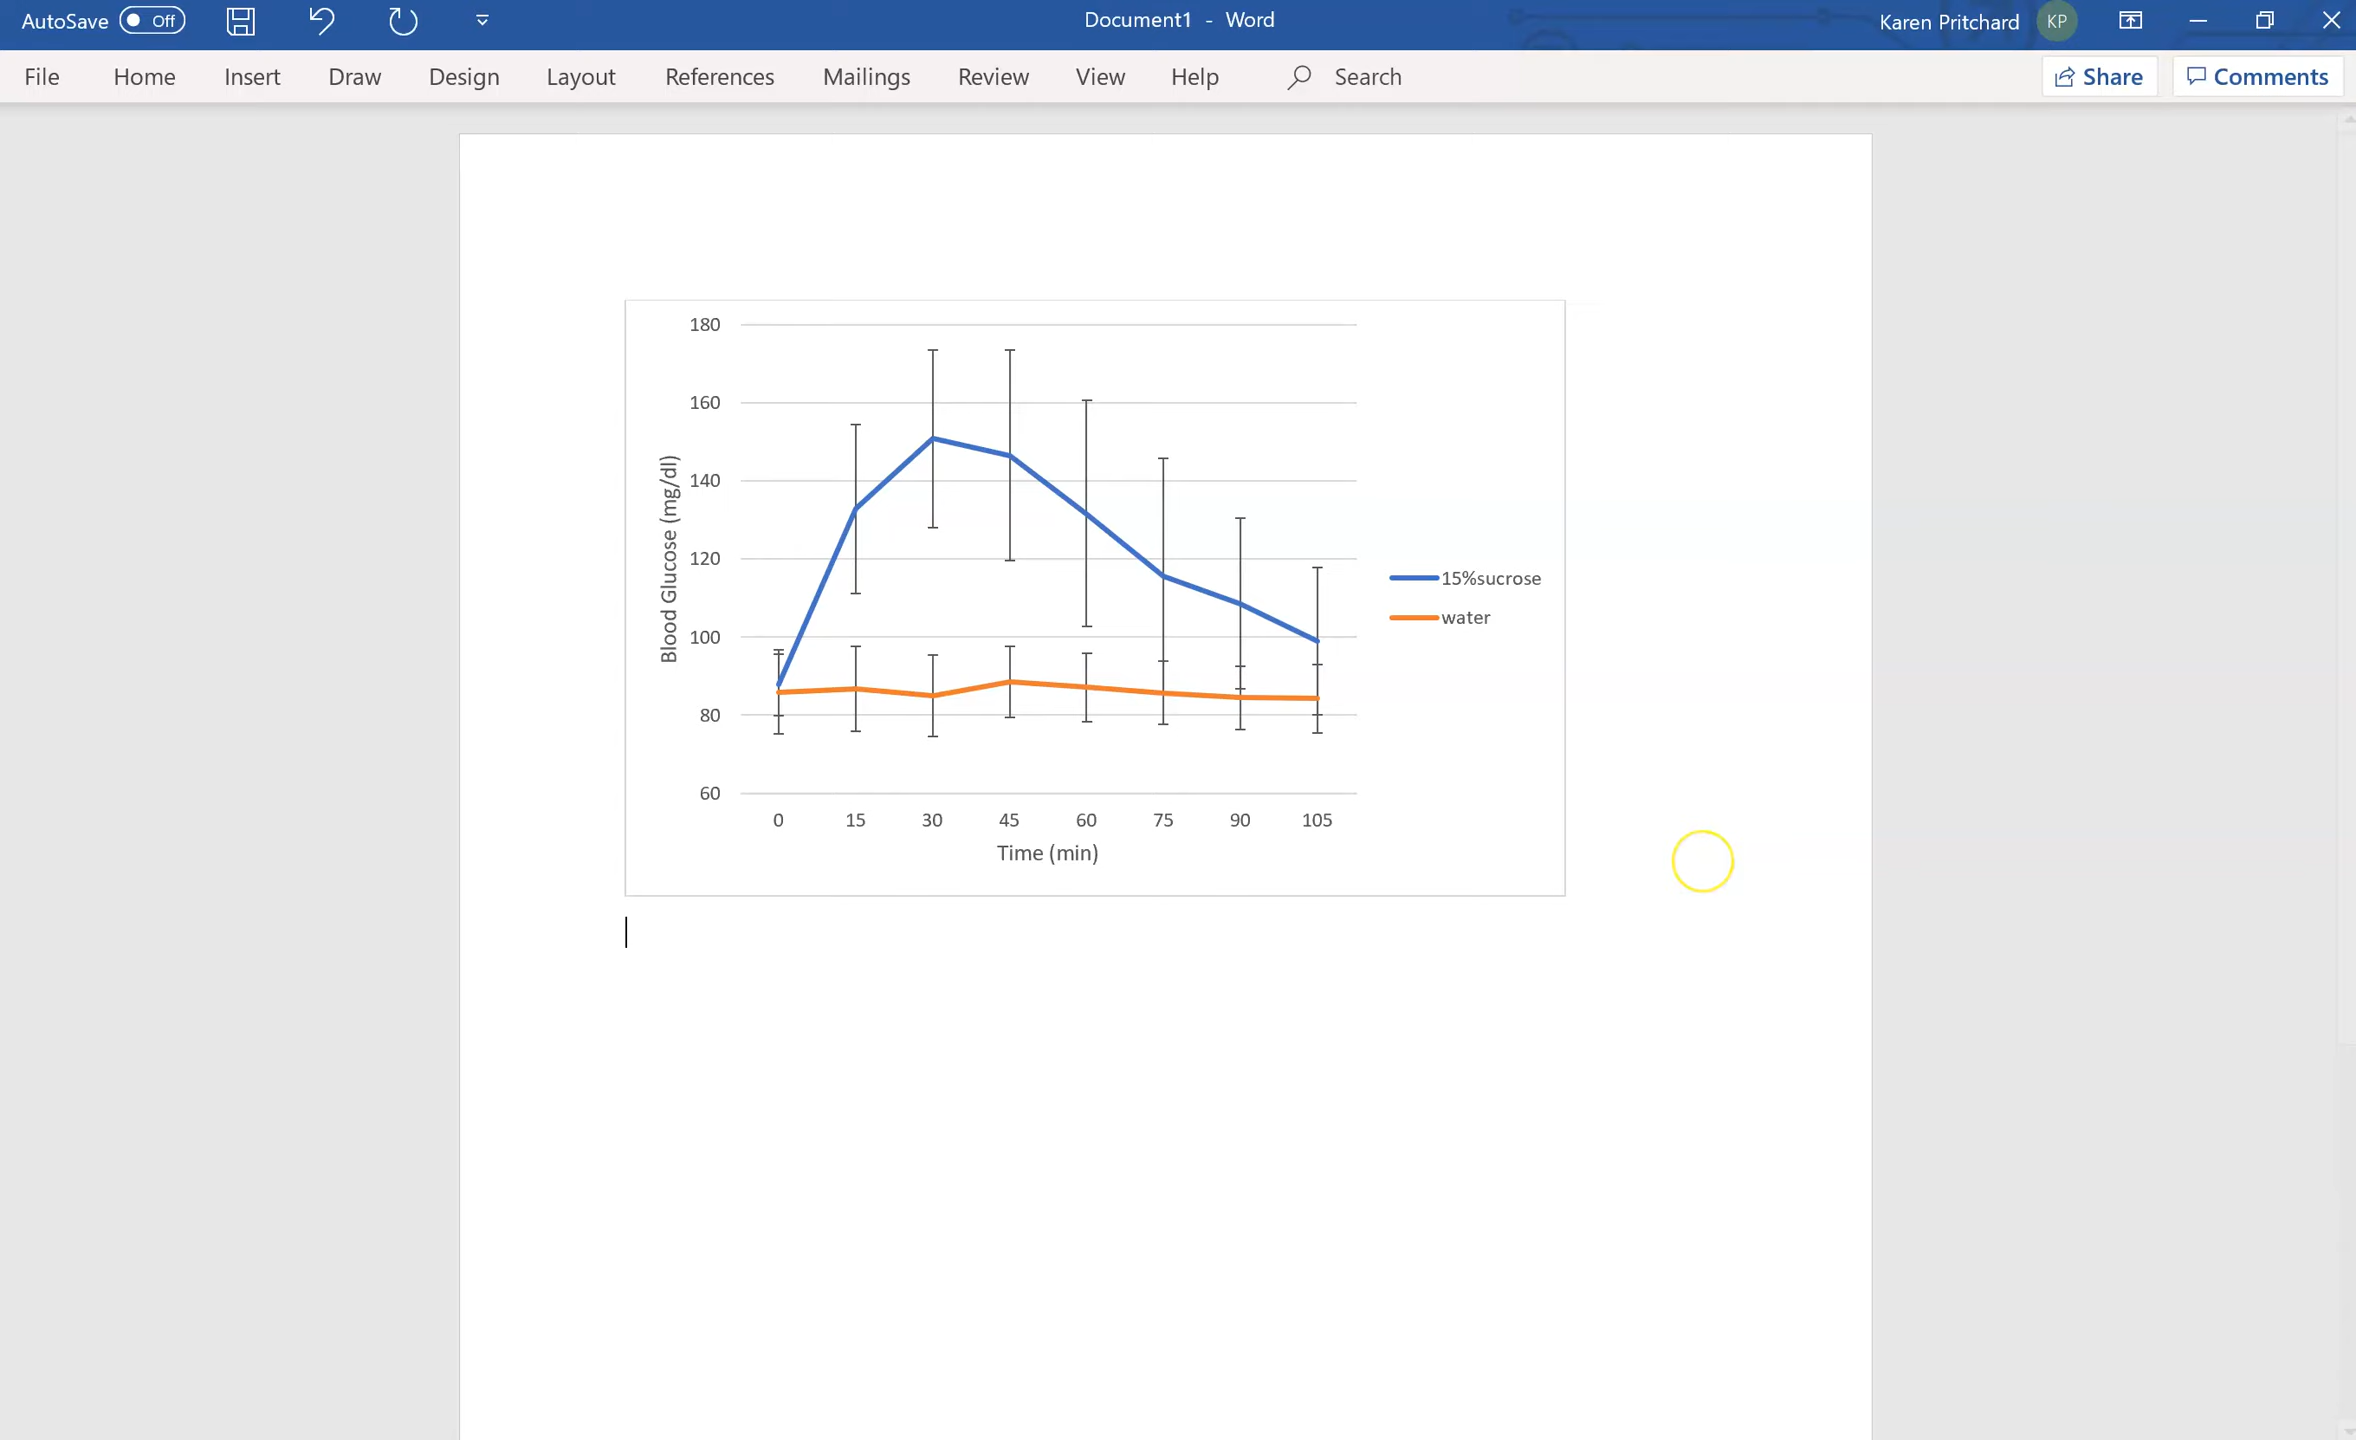 AutoSave Off
Document1 - Word
Karen Pritchard KP
File Home Insert Draw Design Layout References Mailings Review View Help Search Share Comments
180
160
140
120
100
80
60
Blood Glucose (mg/dl)
15%sucrose
water
0 15 30 45 60 75 90 105
Time (min)